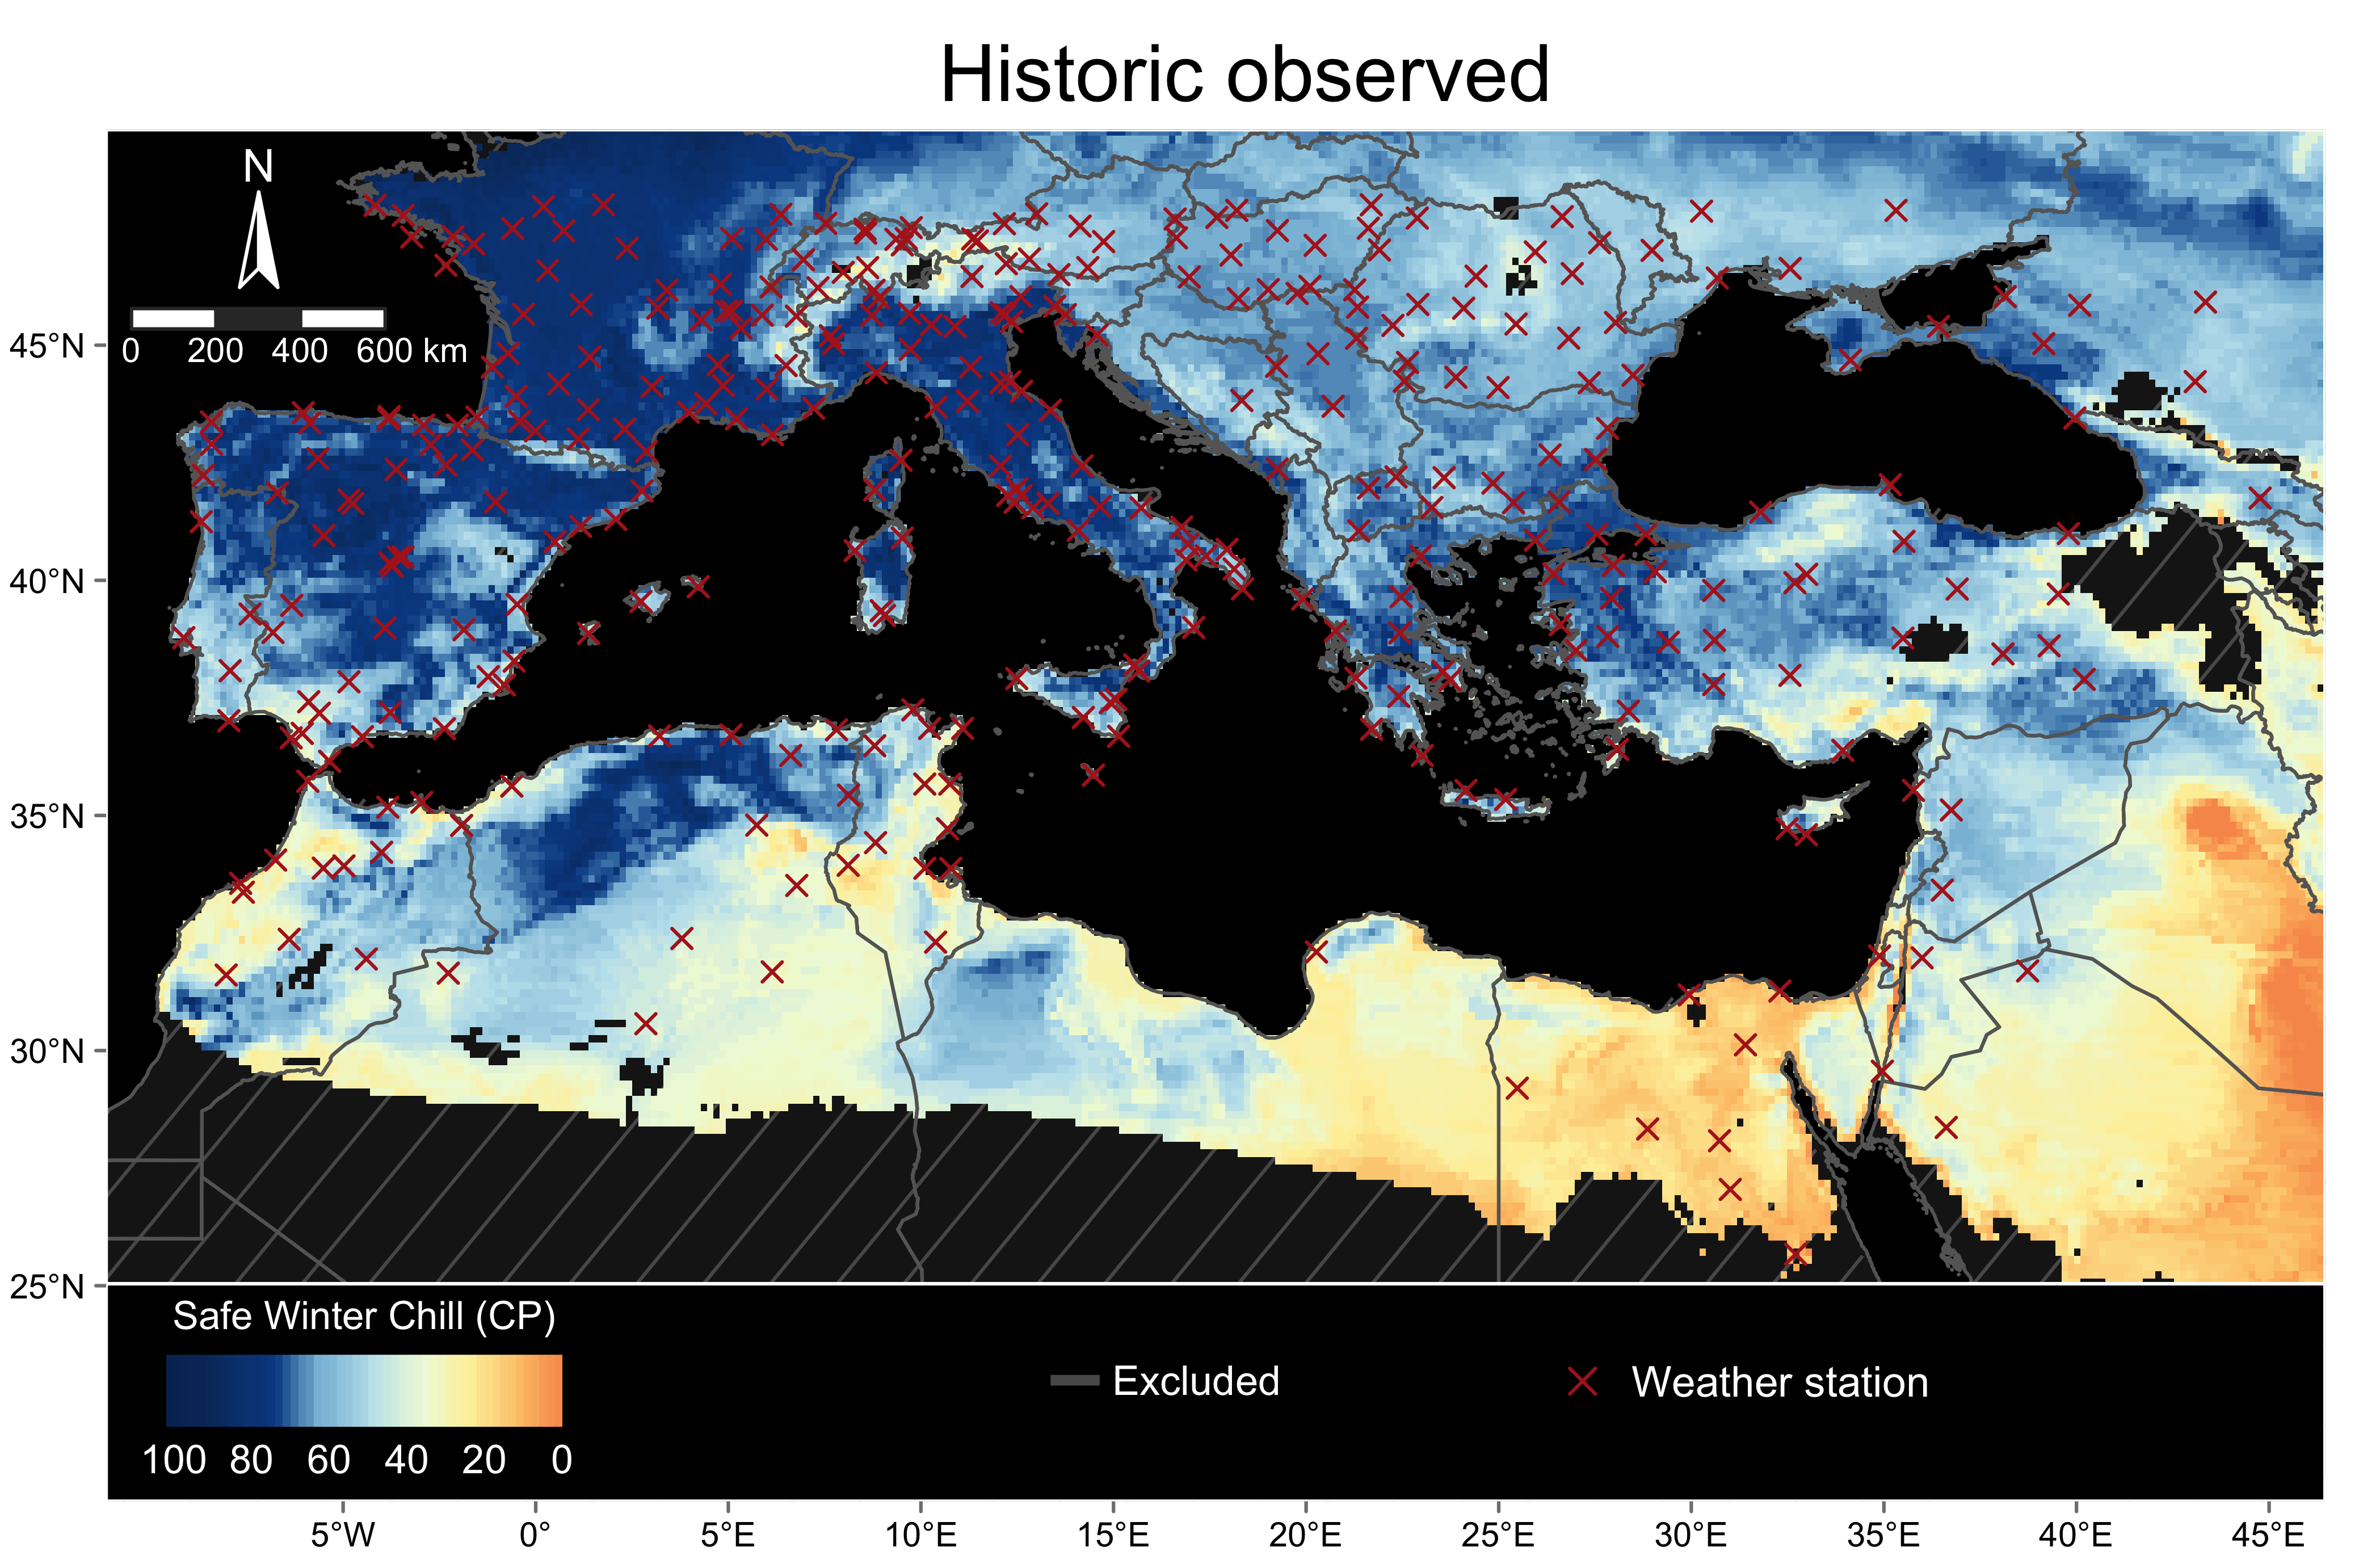 Historic observed
N
0 200 400 600 km
45°N
40°N
35°N
30°N
25°N
Safe Winter Chill (CP)
100 80 60 40 20 0
Excluded
Weather station
5°W 0° 5°E 10°E 15°E 20°E 25°E 30°E 35°E 40°E 45°E